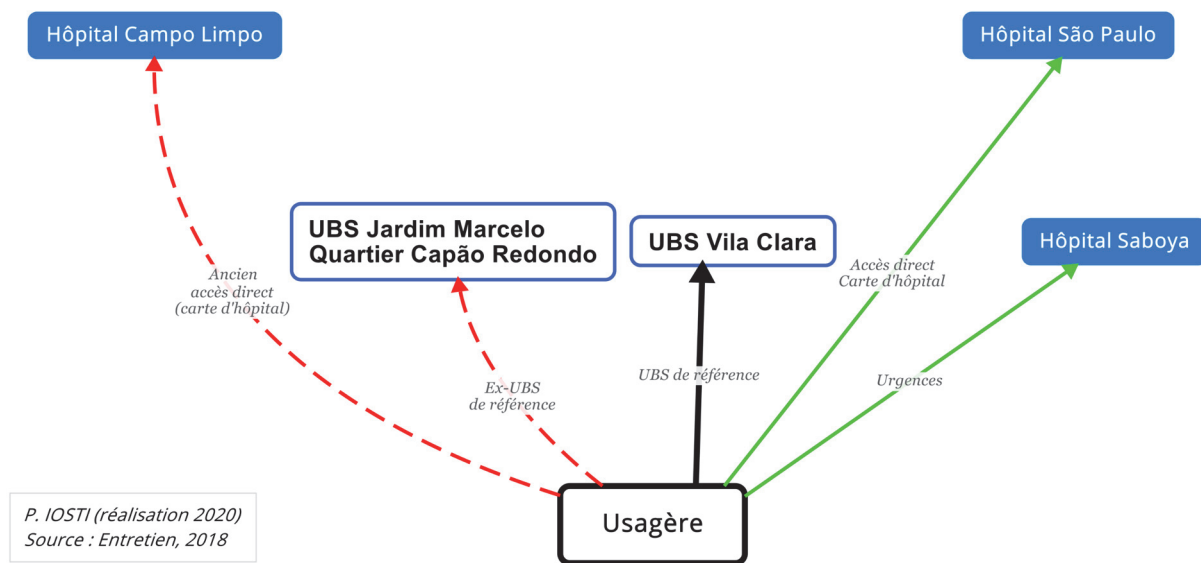 Hôpital Campo Limpo
Hôpital São Paulo
UBS Jardim Marcelo
Quartier Capão Redondo
UBS Vila Clara
Hôpital Saboya
Ancien
accès direct
(carte d'hôpital)
Accès direct
Carte d'hôpital
Ex-UBS
de référence
UBS de référence
Urgences
Usagère
P. IOSTI (réalisation 2020)
Source : Entretien, 2018